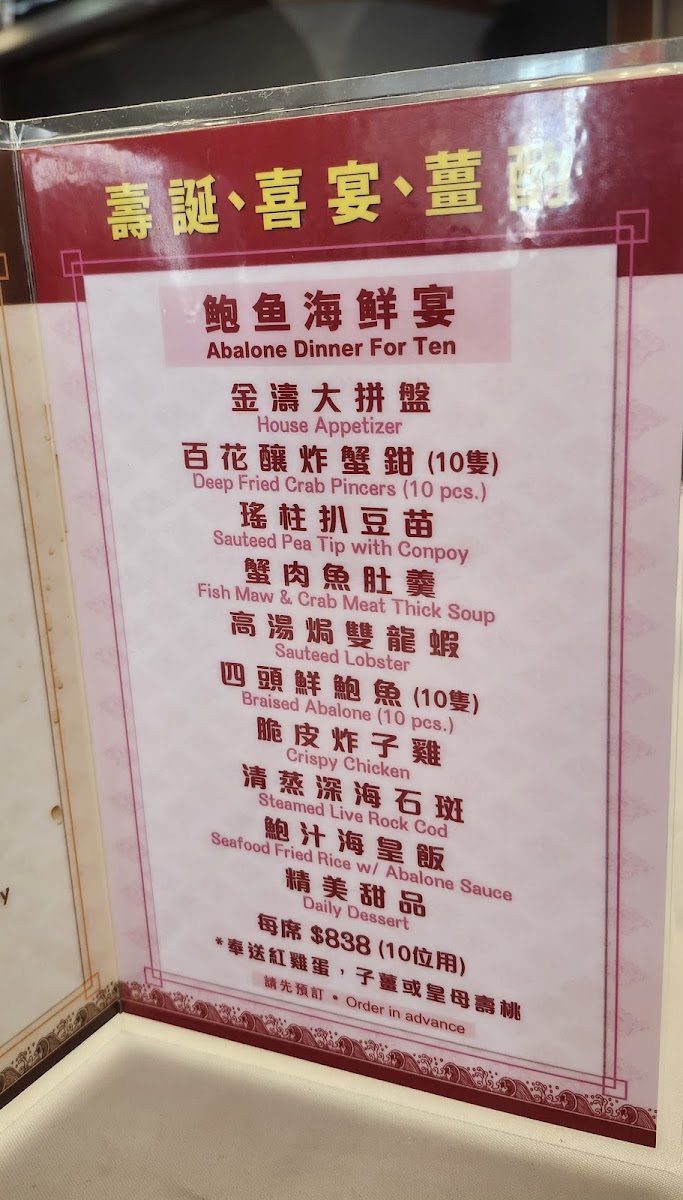 壽誕、喜宴、薑酌
鮑魚海鮮宴
Abalone Dinner For Ten
金濤大拼盤
House Appetizer
百花釀炸蟹鉗 (10隻)
Deep Fried Crab Pincers (10 pcs.)
瑤柱扒豆苗
Sauteed Pea Tip with Conpoy
蟹肉魚肚羹
Fish Maw & Crab Meat Thick Soup
高湯焗雙龍蝦
Sauteed Lobster
四頭鮮鮑魚 (10隻)
Braised Abalone (10 pcs.)
脆皮炸子雞
Crispy Chicken
清蒸深海石斑
Steamed Live Rock Cod
鮑汁海皇飯
Seafood Fried Rice w/ Abalone Sauce
精美甜品
Daily Dessert
每席 $838 (10位用)
*奉送紅雞蛋，子薑或皇母壽桃
請先預訂 • Order in advance
y